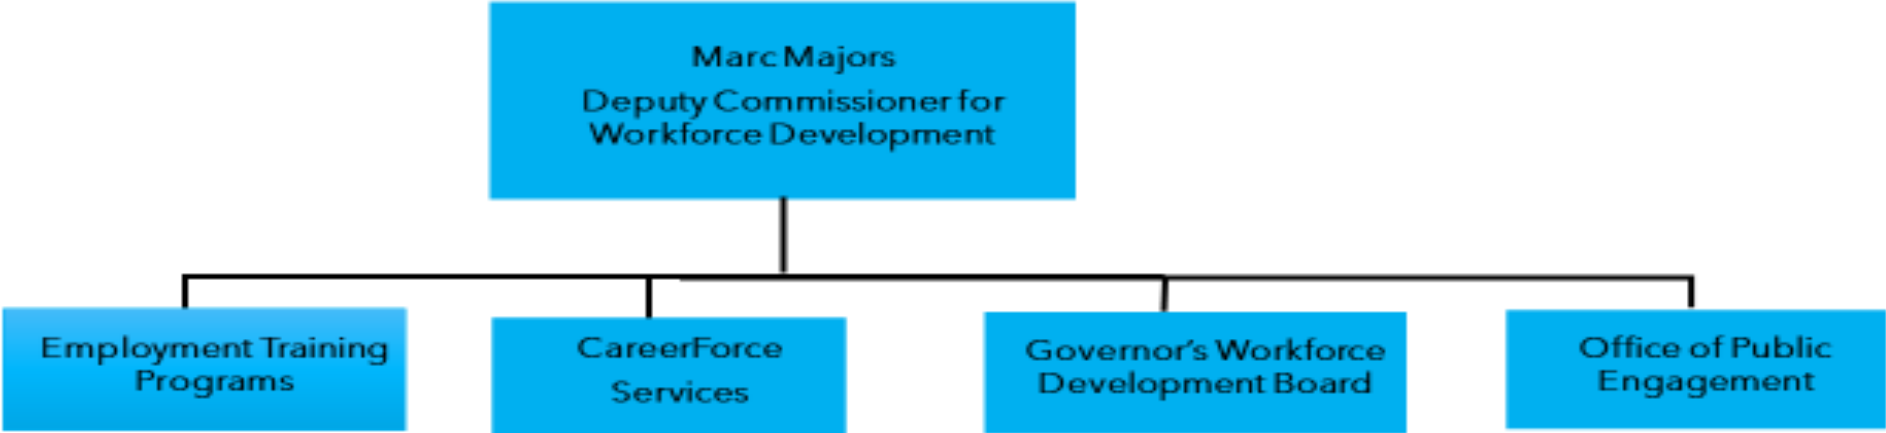 Marc Majors
Deputy Commissioner for
Workforce Development
Employment Training
Programs
CareerForce
Services
Governor’s Workforce
Development Board
Office of Public
Engagement